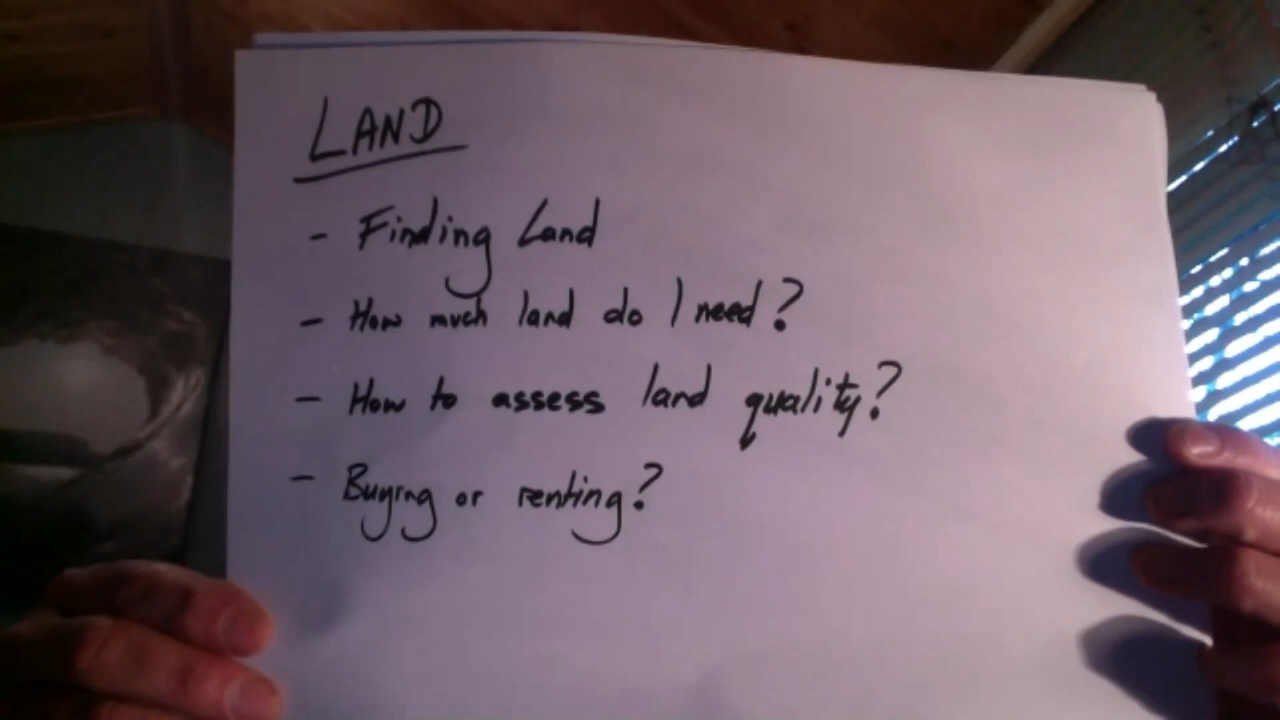 LAND
- Finding Land
- How much land do I need?
- How to assess land quality?
- Buying or renting?